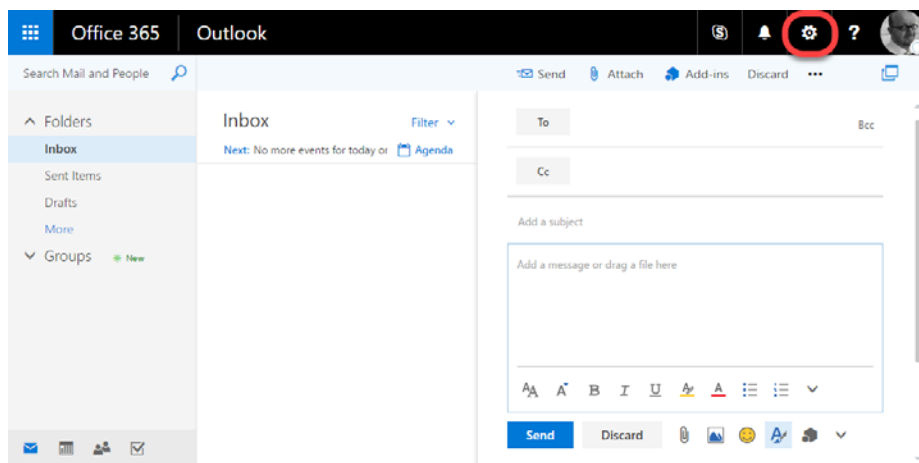 Office 365 Outlook ?
Search Mail and People
Send Attach Add-ins Discard •••
Folders
Inbox
Sent Items
Drafts
More
Groups New
Inbox Filter
Next: No more events for today or Agenda
To Bcc
Cc
Add a subject
Add a message or drag a file here
AA A B I U A
Send Discard